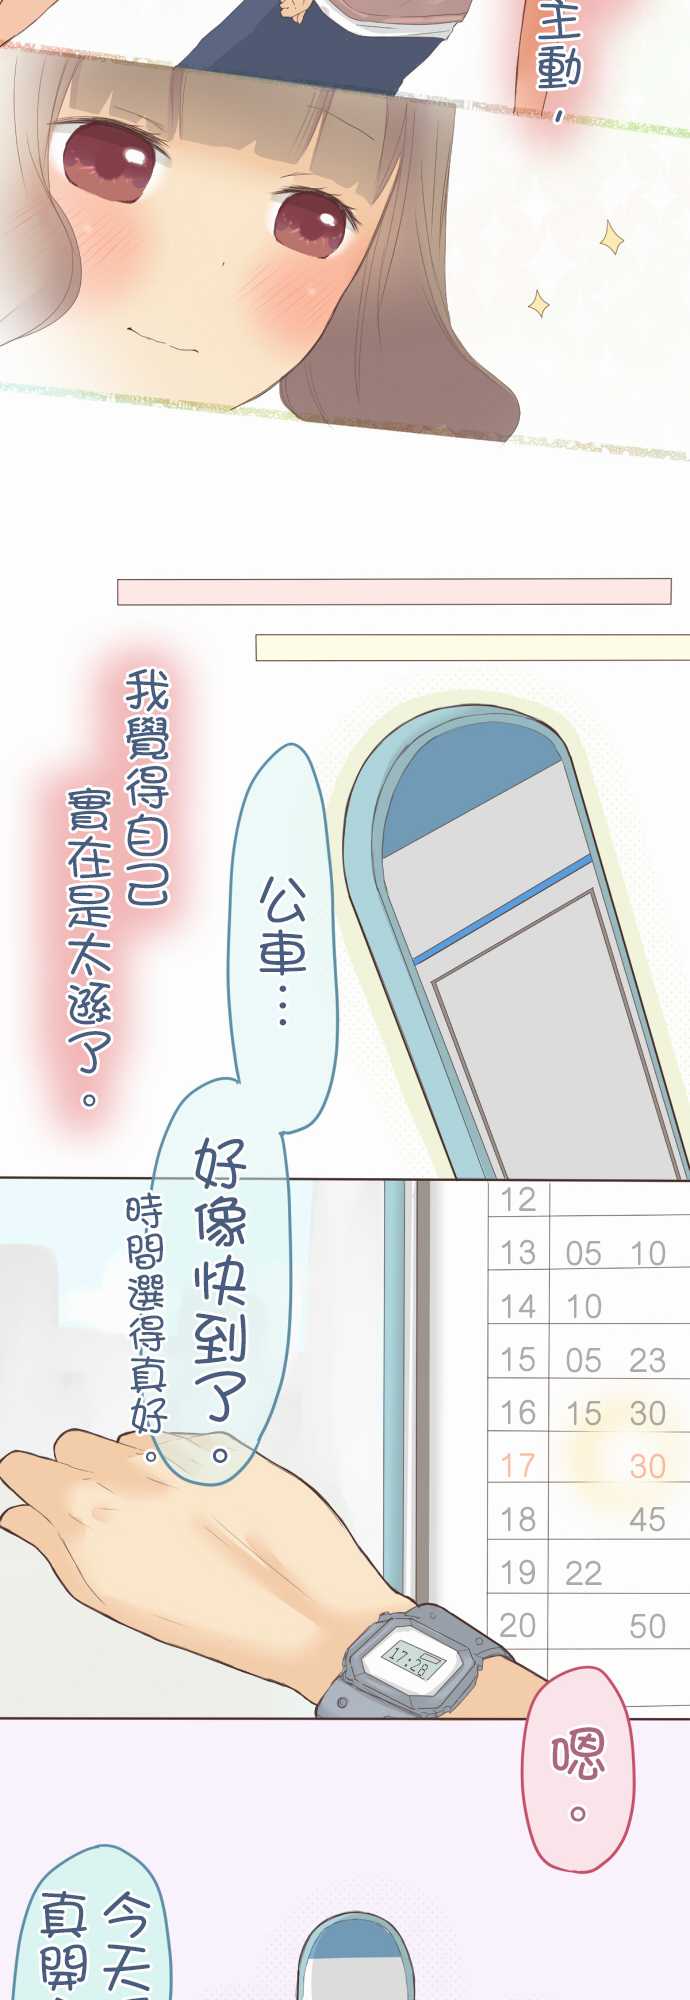 主動，
我覺得自己
實在是太遜了。
公車…
好像快到了。
時間選得真好。
12
13 05 10
14 10
15 05 23
16 15 30
17 30
18 45
19 22
20 50
17:28
嗯。
今天
真開